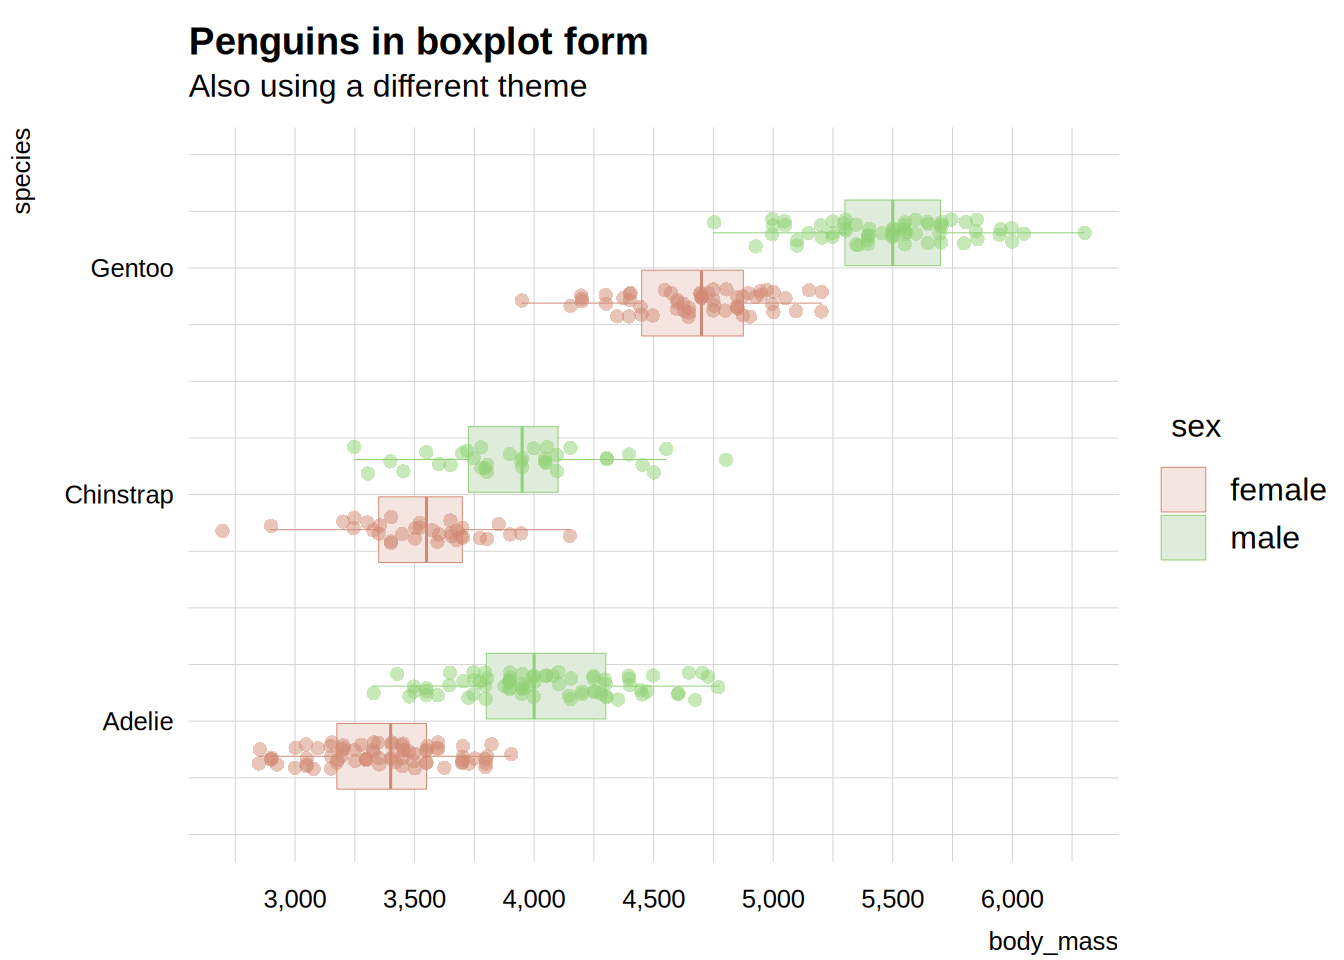 Penguins in boxplot form
Also using a different theme
species
Gentoo
Chinstrap
Adelie
3,000 3,500 4,000 4,500 5,000 5,500 6,000
body_mass
sex
female
male